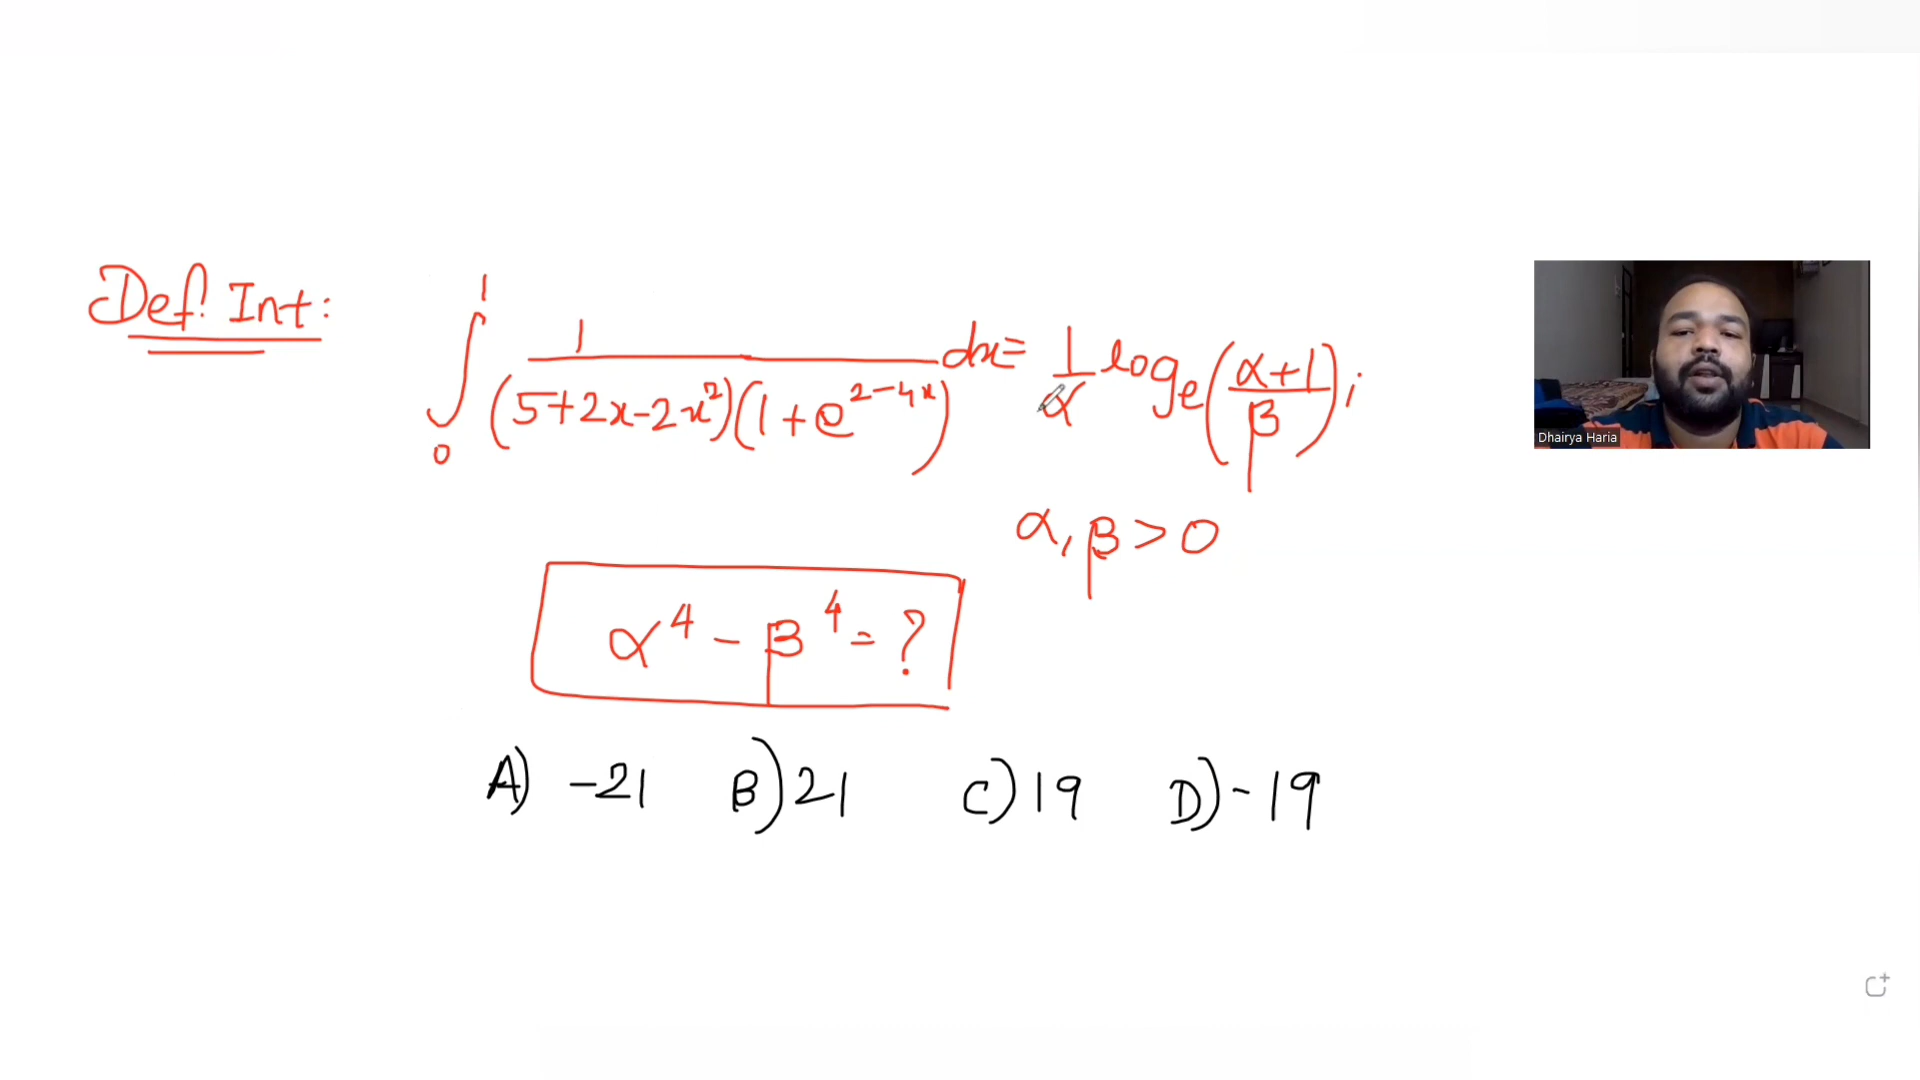 Def. Int:
∫₀¹ 1/((5+2x-2x²)(1+e^(2-4x))) dx = 1/α logₑ((α+1)/β);
α, β > 0
α⁴ - β⁴ = ?
A) -21 B) 21 C) 19 D) -19
Dhairya Haria